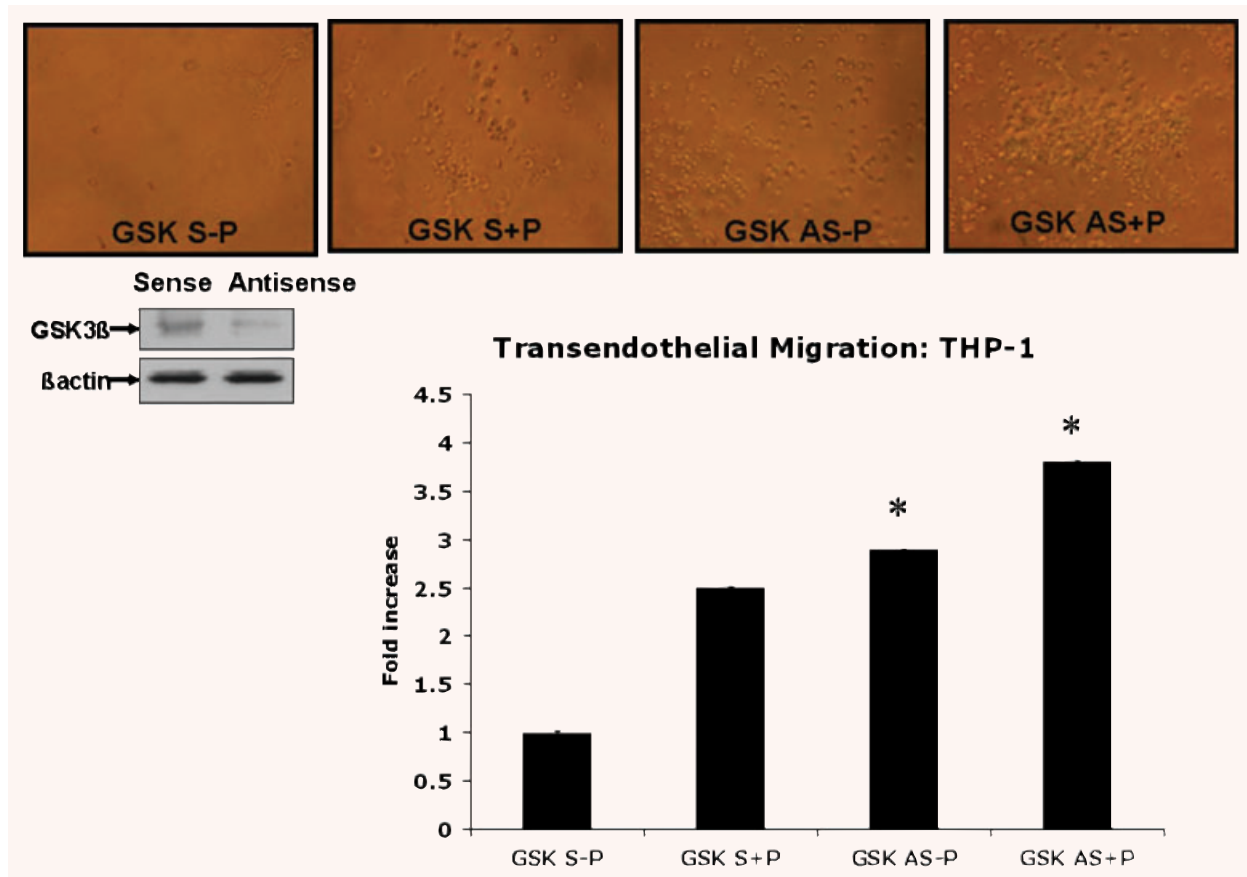 GSK S-P
GSK S+P
GSK AS-P
GSK AS+P
Sense Antisense
GSK3ß
ßactin
Transendothelial Migration: THP-1
4.5
4
3.5
3
2.5
2
1.5
1
0.5
0
Fold increase
*
*
GSK S-P
GSK S+P
GSK AS-P
GSK AS+P